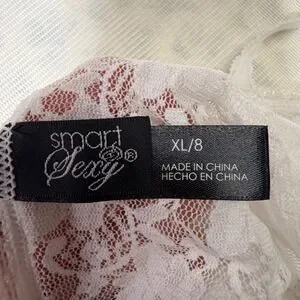 smart
Sexy®
XL/8
MADE IN CHINA
HECHO EN CHINA